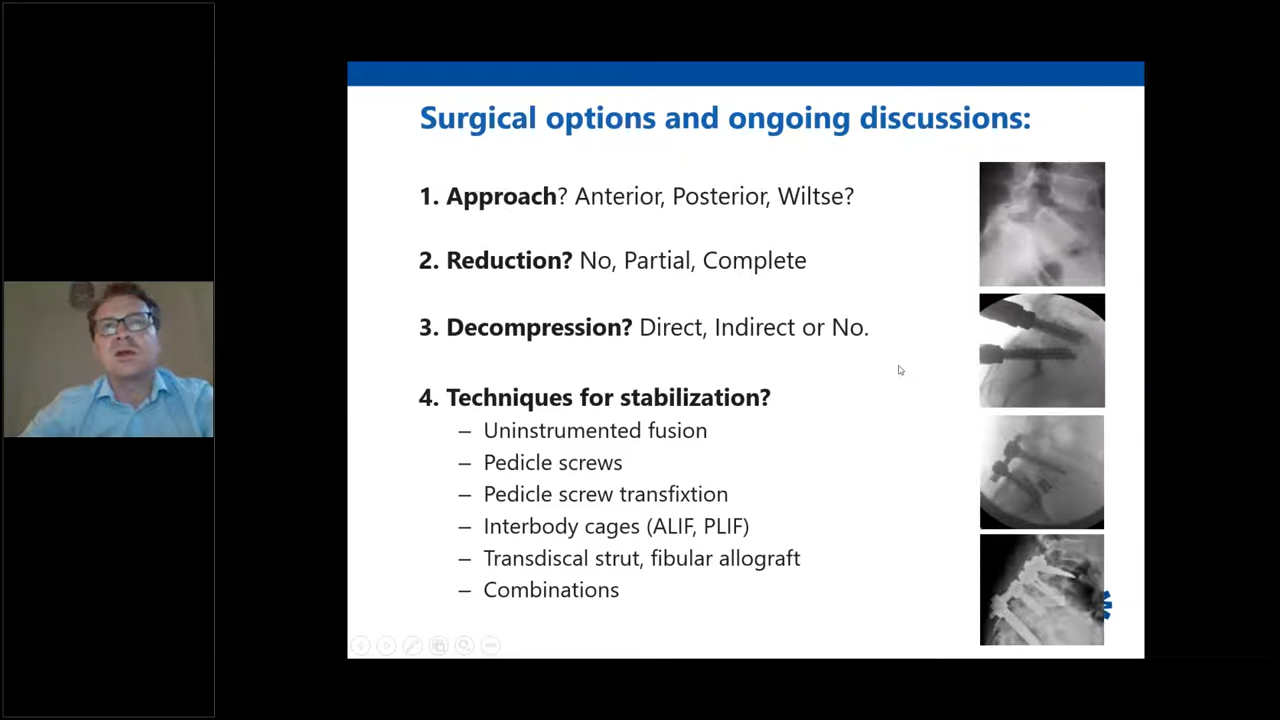 Surgical options and ongoing discussions:
1. Approach? Anterior, Posterior, Wiltse?
2. Reduction? No, Partial, Complete
3. Decompression? Direct, Indirect or No.
4. Techniques for stabilization?
– Uninstrumented fusion
– Pedicle screws
– Pedicle screw transfixtion
– Interbody cages (ALIF, PLIF)
– Transdiscal strut, fibular allograft
– Combinations